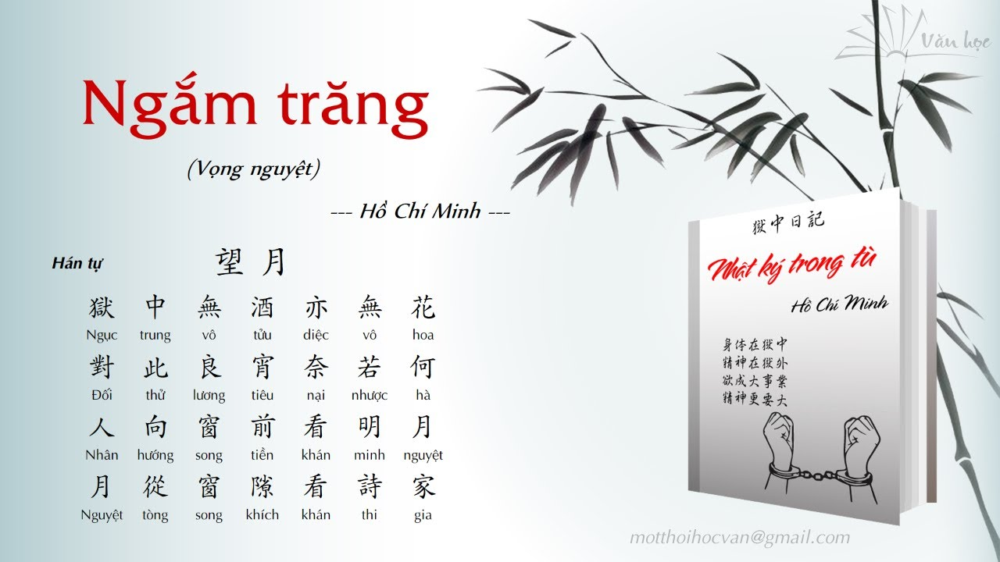 Văn học
Ngắm trăng
(Vọng nguyệt)
--- Hồ Chí Minh ---
Hán tự
望 月
獄 中 無 酒 亦 無 花
Ngục trung vô tửu diệc vô hoa
對 此 良 宵 奈 若 何
Đối thử lương tiêu nại nhược hà
人 向 窗 前 看 明 月
Nhân hướng song tiền khán minh nguyệt
月 從 窗 隙 看 詩 家
Nguyệt tòng song khích khán thi gia
獄中日記
Nhật ký trong tù
Hồ Chí Minh
身体在獄中
精神在獄外
欲成大事業
精神更要大
motthoihocvan@gmail.com